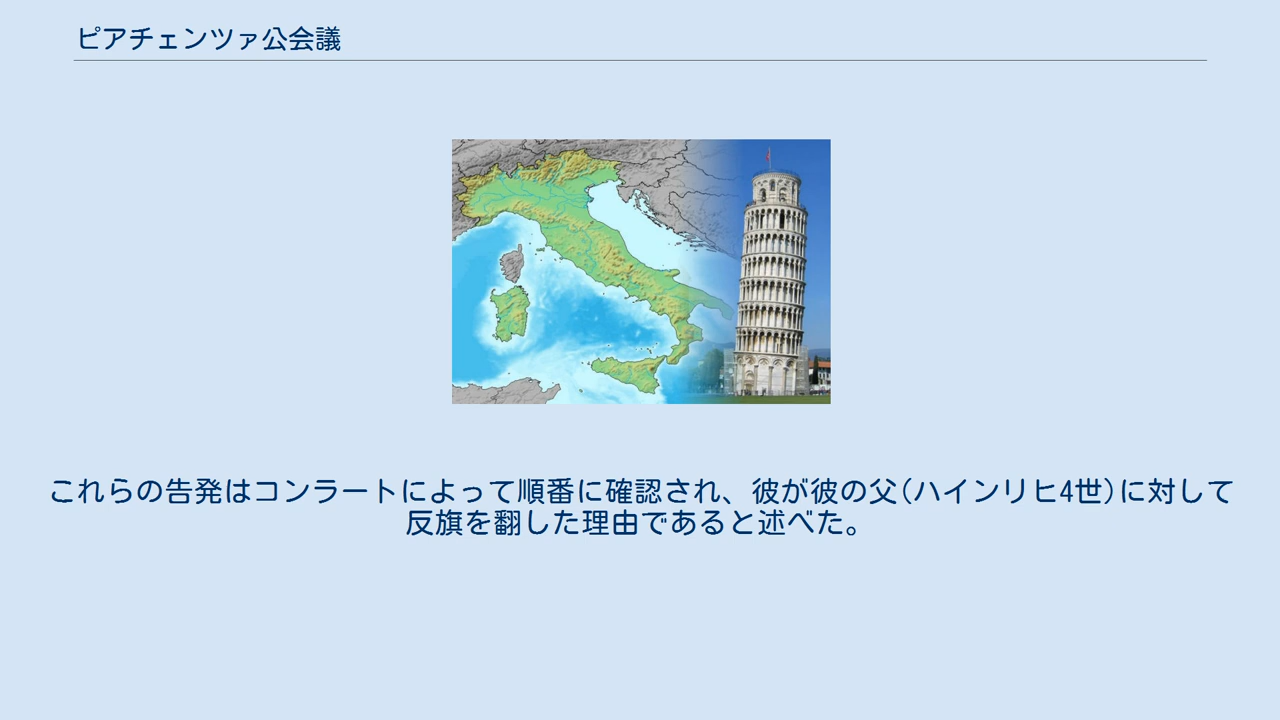 ピアチェンツァ公会議
これらの告発はコンラートによって順番に確認され、彼が彼の父(ハインリヒ4世)に対して
反旗を翻した理由であると述べた。